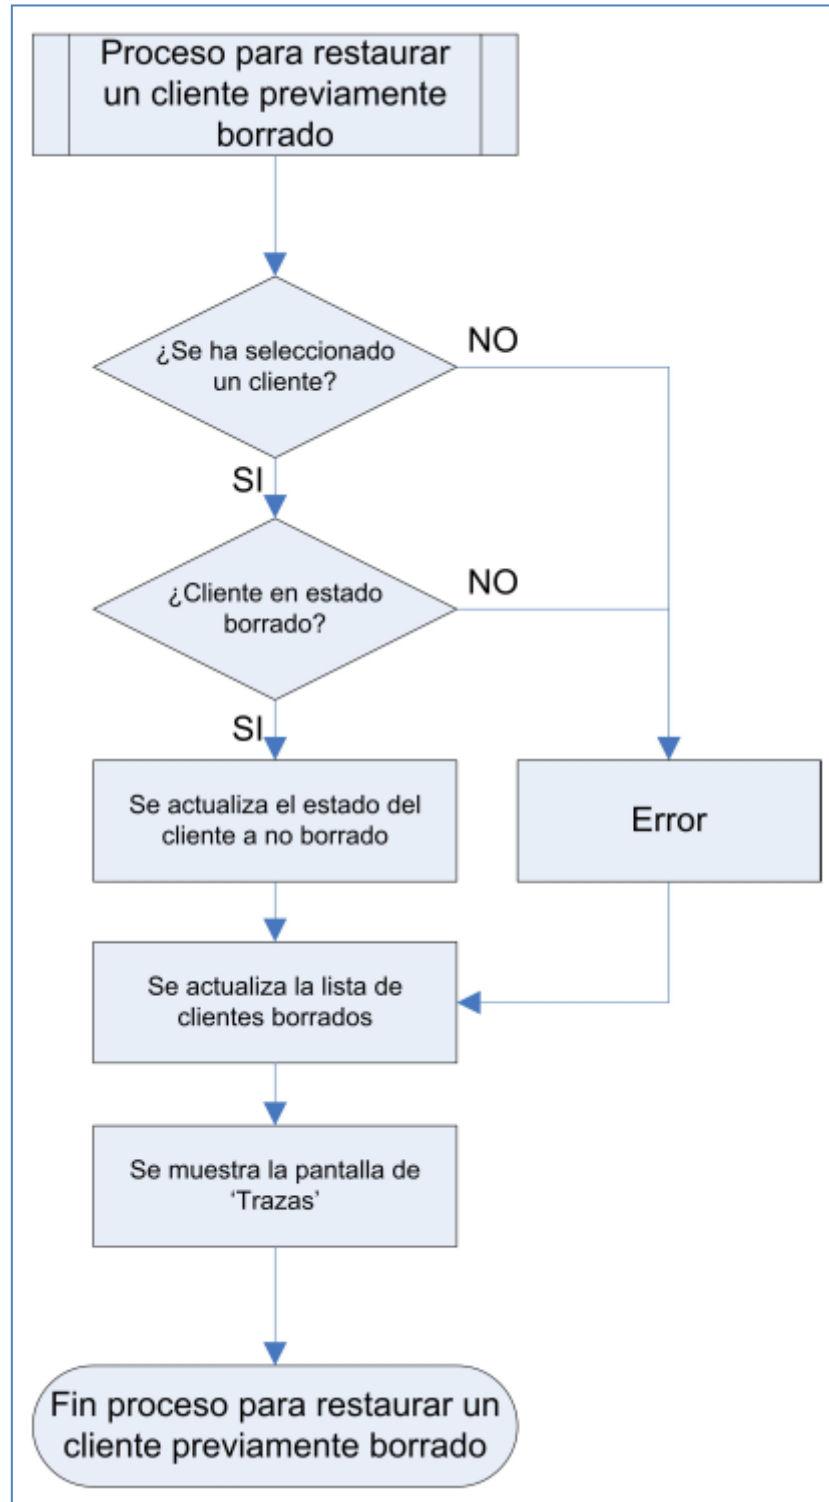 Proceso para restaurar
un cliente previamente
borrado
¿Se ha seleccionado
un cliente?
NO
SI
¿Cliente en estado
borrado?
NO
SI
Se actualiza el estado del
cliente a no borrado
Error
Se actualiza la lista de
clientes borrados
Se muestra la pantalla de
‘Trazas’
Fin proceso para restaurar un
cliente previamente borrado